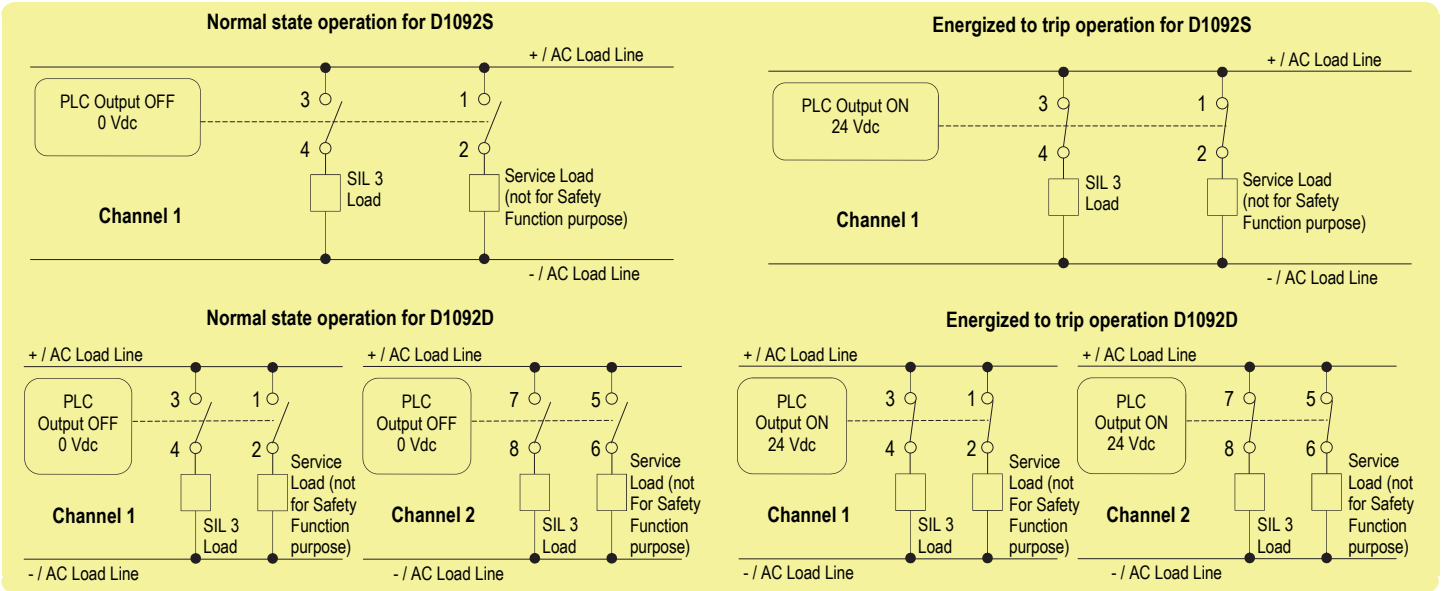 Normal state operation for D1092S
+ / AC Load Line
PLC Output OFF
0 Vdc
3
1
4
2
SIL 3
Load
Service Load
(not for Safety
Function purpose)
Channel 1
- / AC Load Line
Energized to trip operation for D1092S
+ / AC Load Line
PLC Output ON
24 Vdc
3
1
4
2
SIL 3
Load
Service Load
(not for Safety
Function purpose)
Channel 1
- / AC Load Line
Normal state operation for D1092D
+ / AC Load Line
PLC
Output OFF
0 Vdc
3
1
4
2
Service
Load (not
for Safety
Function
purpose)
Channel 1
SIL 3
Load
- / AC Load Line
+ / AC Load Line
PLC
Output OFF
0 Vdc
7
5
8
6
Service
Load (not
For Safety
Function
purpose)
Channel 2
SIL 3
Load
- / AC Load Line
Energized to trip operation D1092D
+ / AC Load Line
PLC
Output ON
24 Vdc
3
1
4
2
Service
Load (not
For Safety
Function
purpose)
Channel 1
SIL 3
Load
- / AC Load Line
+ / AC Load Line
PLC
Output ON
24 Vdc
7
5
8
6
Service
Load (not
for Safety
Function
purpose)
Channel 2
SIL 3
Load
- / AC Load Line